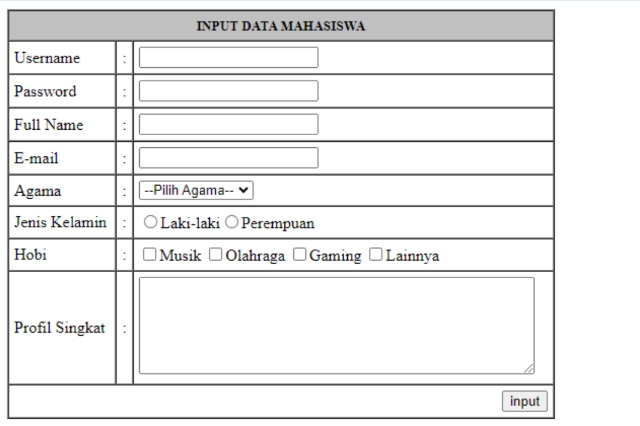 INPUT DATA MAHASISWA
Username :
Password :
Full Name :
E-mail :
Agama : --Pilih Agama--
Jenis Kelamin : Laki-laki Perempuan
Hobi : Musik Olahraga Gaming Lainnya
Profil Singkat :
input